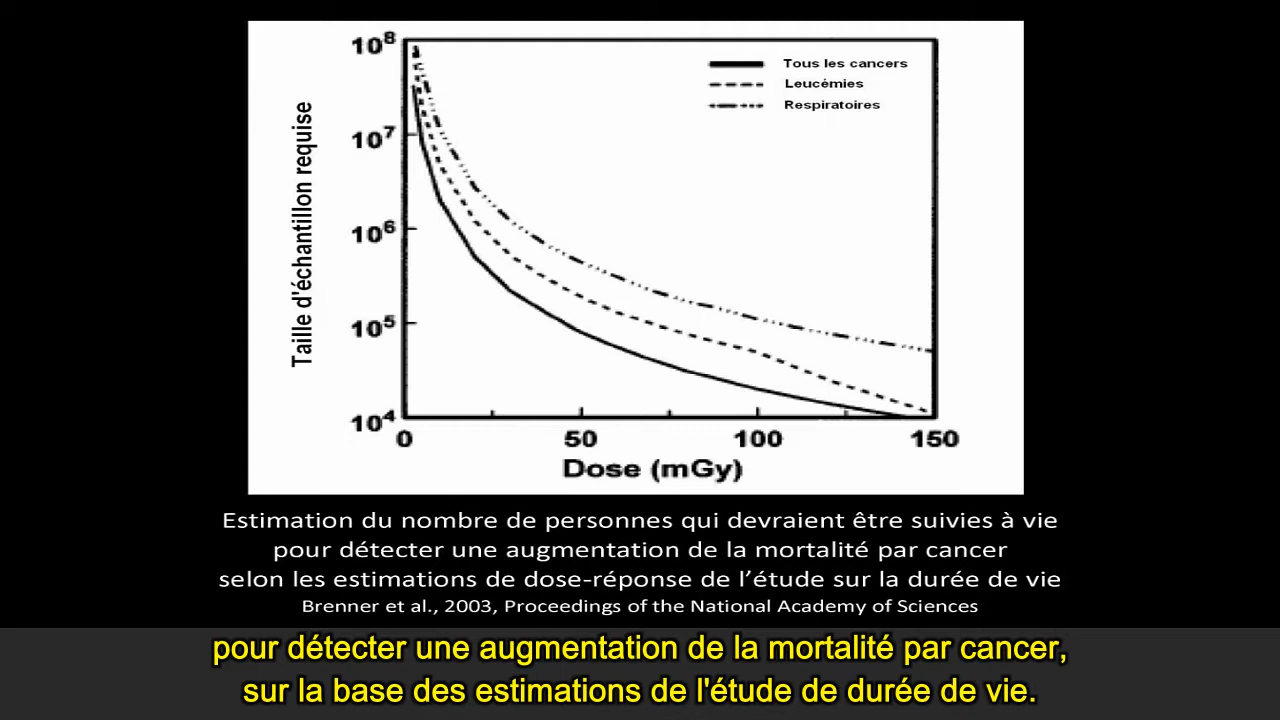 10⁸
10⁷
10⁶
10⁵
10⁴
Taille d'échantillon requise
Tous les cancers
Leucémies
Respiratoires
0 50 100 150
Dose (mGy)
Estimation du nombre de personnes qui devraient être suivies à vie
pour détecter une augmentation de la mortalité par cancer
selon les estimations de dose-réponse de l’étude sur la durée de vie
Brenner et al., 2003, Proceedings of the National Academy of Sciences
pour détecter une augmentation de la mortalité par cancer,
sur la base des estimations de l'étude de durée de vie.